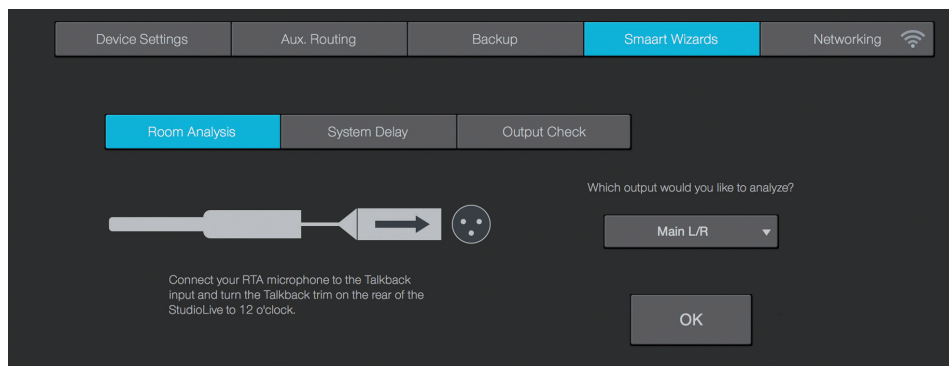 Device Settings
Aux. Routing
Backup
Smaart Wizards
Networking
Room Analysis
System Delay
Output Check
Which output would you like to analyze?
Main L/R
Connect your RTA microphone to the Talkback
input and turn the Talkback trim on the rear of the
StudioLive to 12 o'clock.
OK